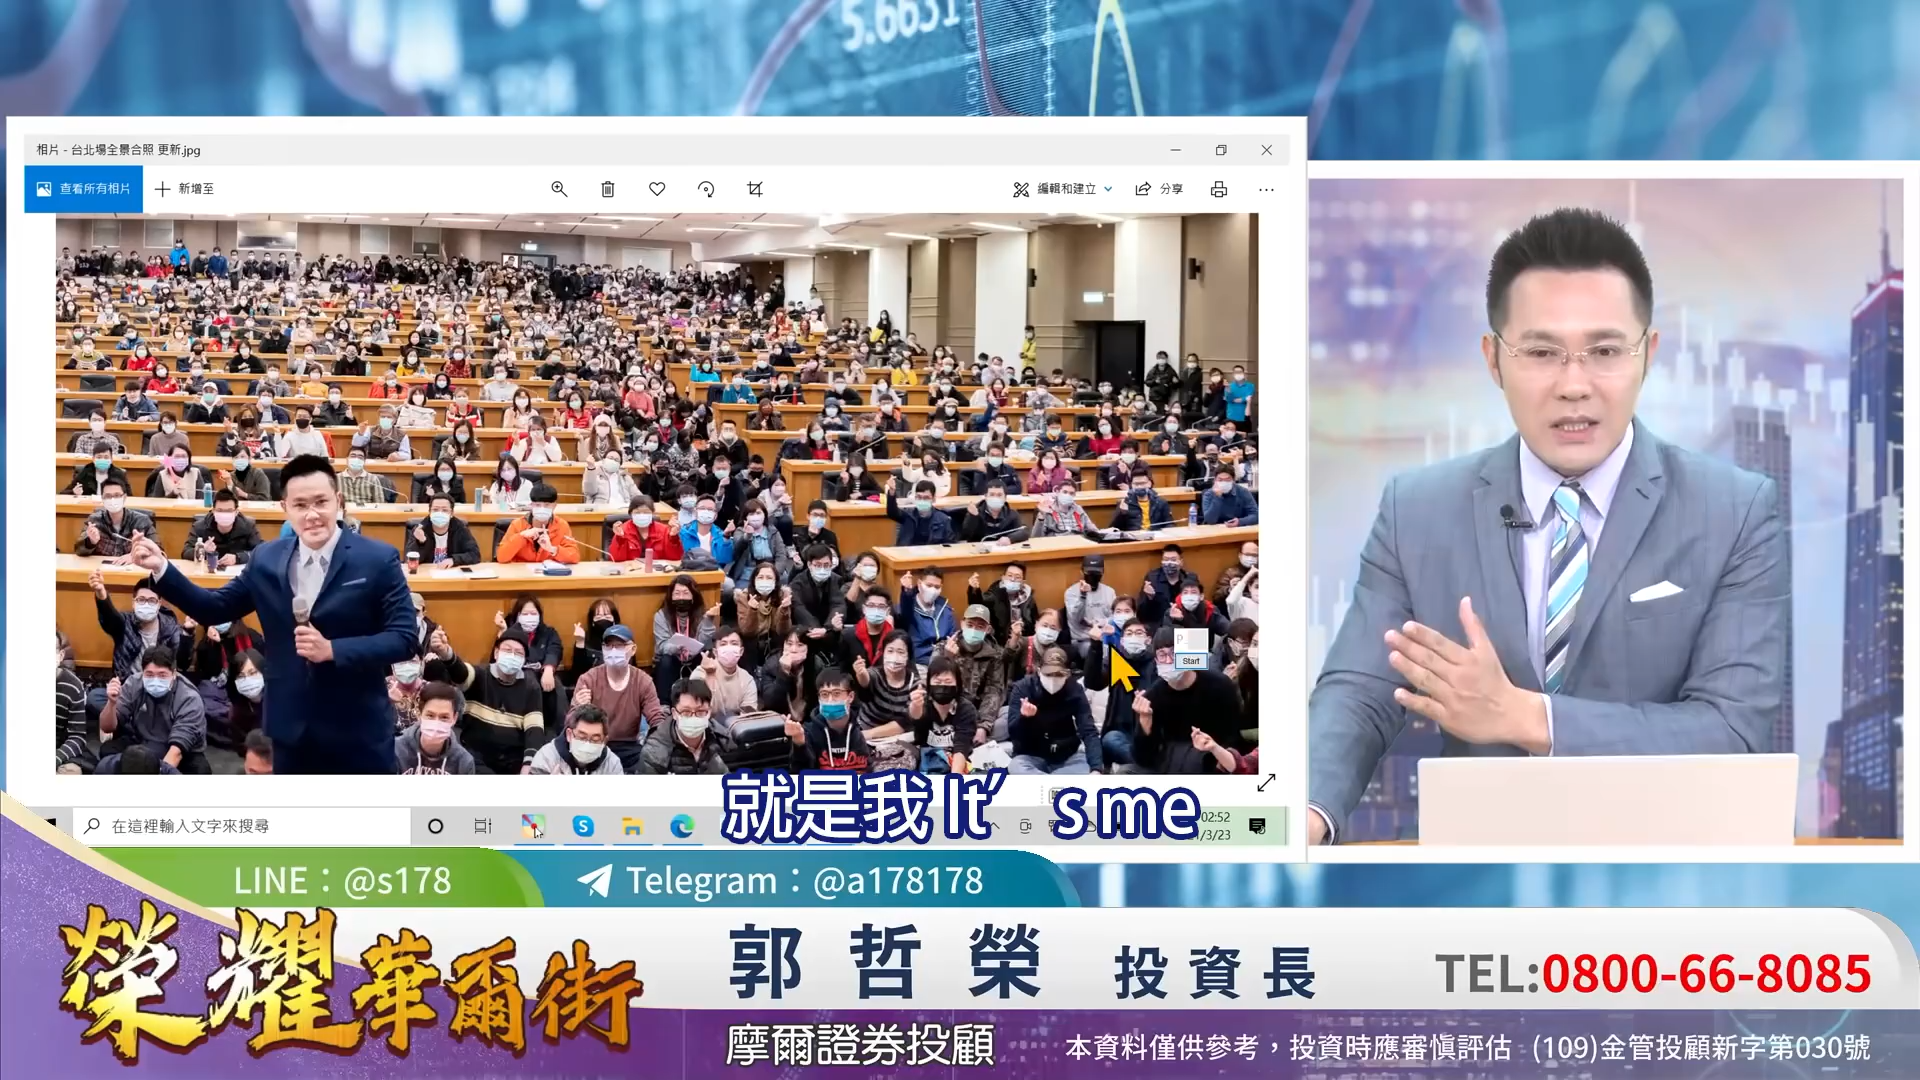 5.6631
相片 - 台北場全景合照 更新.jpg
查看所有相片
新增至
編輯和建立
分享
Start
就是我 It's me
在這裡輸入文字來搜尋
02:52
/3/23
LINE：@s178
Telegram：@a178178
榮耀華爾街
郭哲榮 投資長
TEL:0800-66-8085
摩爾證券投顧
本資料僅供參考，投資時應審慎評估 (109)金管投顧新字第030號